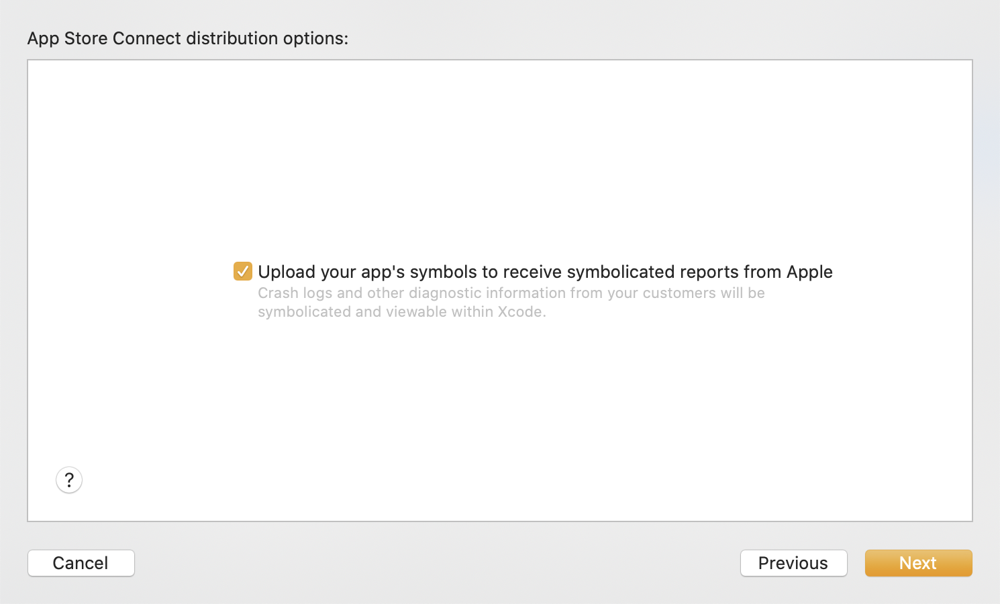 App Store Connect distribution options:
Upload your app's symbols to receive symbolicated reports from Apple
Crash logs and other diagnostic information from your customers will be
symbolicated and viewable within Xcode.
?
Cancel
Previous
Next